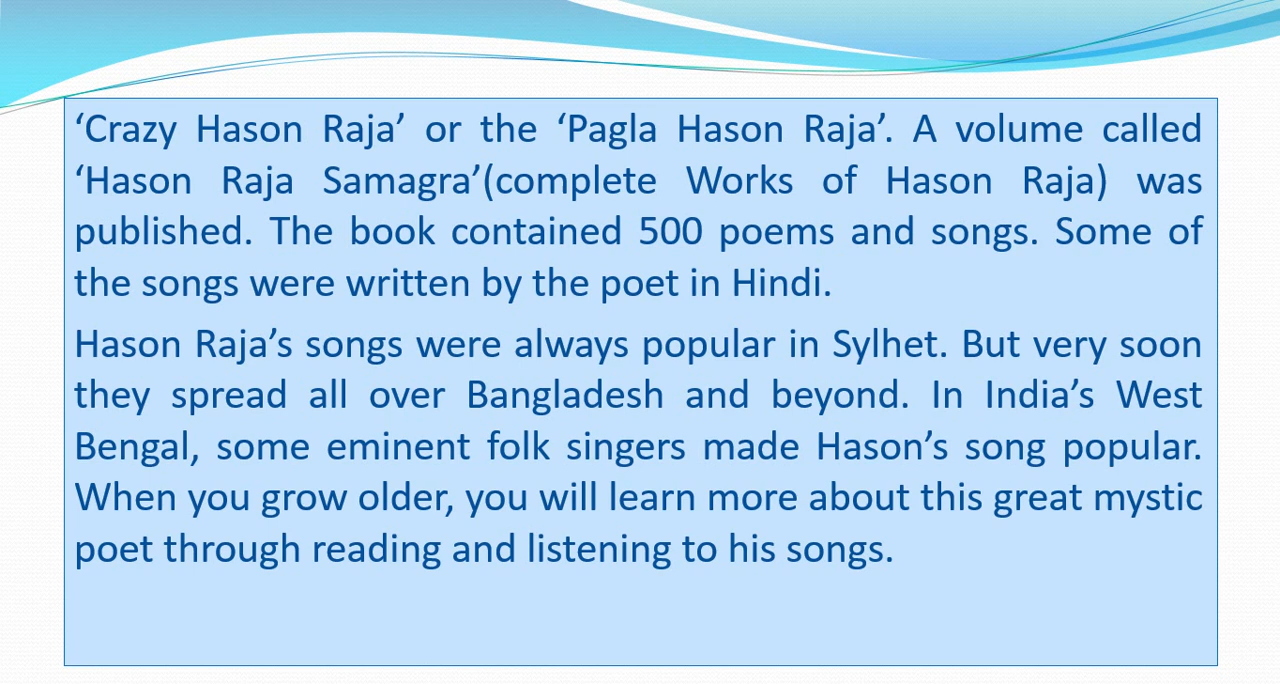 ‘Crazy Hason Raja’ or the ‘Pagla Hason Raja’. A volume called
‘Hason Raja Samagra’(complete Works of Hason Raja) was
published. The book contained 500 poems and songs. Some of
the songs were written by the poet in Hindi.
Hason Raja’s songs were always popular in Sylhet. But very soon
they spread all over Bangladesh and beyond. In India’s West
Bengal, some eminent folk singers made Hason’s song popular.
When you grow older, you will learn more about this great mystic
poet through reading and listening to his songs.